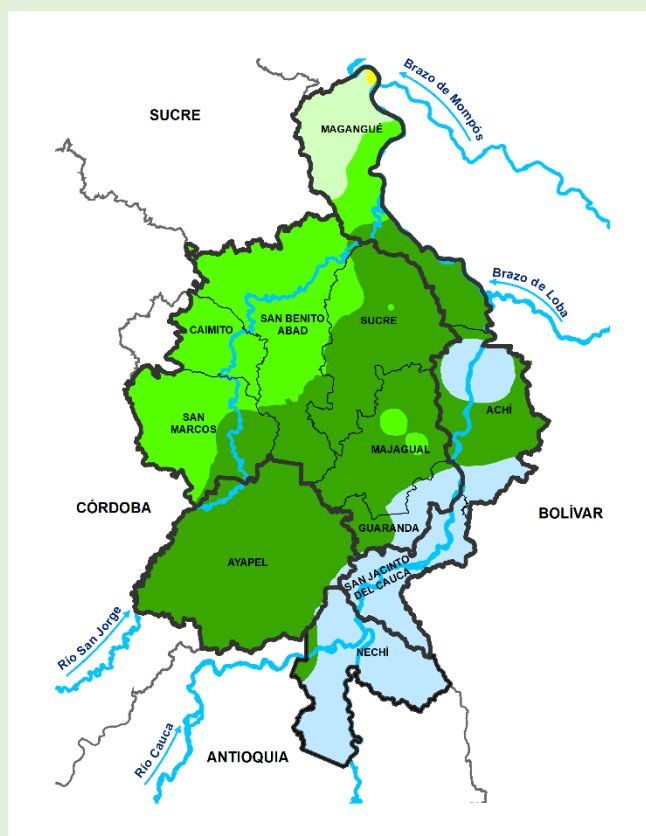 Brazo de Mompós
SUCRE
MAGANGUÉ
Brazo de Loba
SAN BENITO
ABAD
SUCRE
CAIMITO
ACHÍ
SAN
MARCOS
MAJAGUAL
CÓRDOBA
BOLÍVAR
GUARANDA
AYAPEL
SAN JACINTO
DEL CAUCA
Río San Jorge
NECHÍ
Río Cauca
ANTIOQUIA